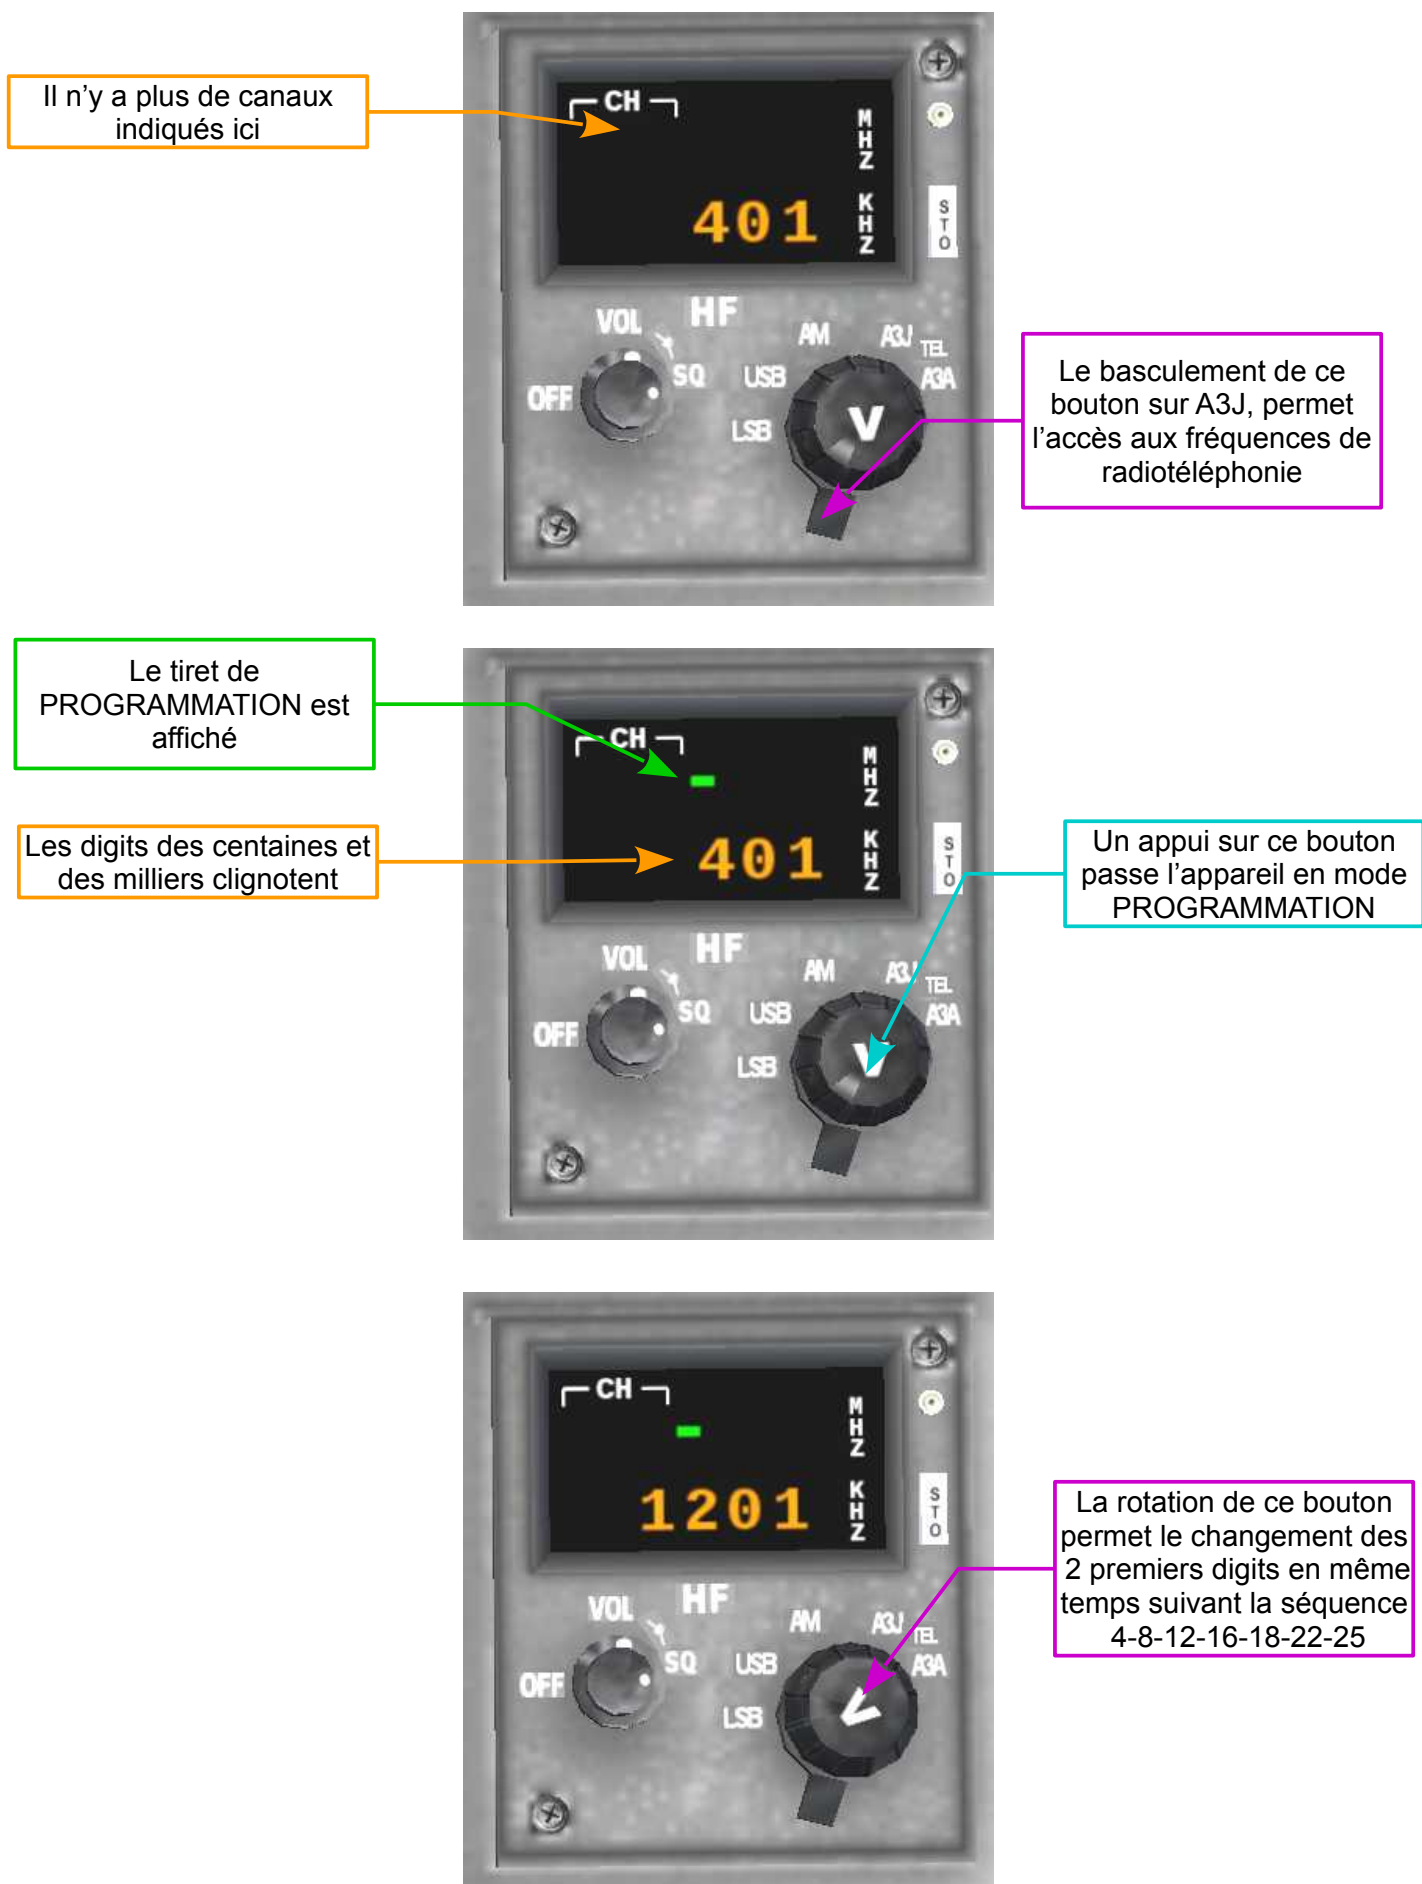 Il n'y a plus de canaux
indiqués ici
CH
MHZ
401
KHZ
STO
HF
VOL
SQ
OFF
AM
A3J
TEL
A3A
USB
LSB
V
Le basculement de ce
bouton sur A3J, permet
l'accès aux fréquences de
radiotéléphonie
Le tiret de
PROGRAMMATION est
affiché
Les digits des centaines et
des milliers clignotent
CH
-
MHZ
401
KHZ
STO
HF
VOL
SQ
OFF
AM
A3J
TEL
A3A
USB
LSB
V
Un appui sur ce bouton
passe l'appareil en mode
PROGRAMMATION
CH
-
MHZ
1201
KHZ
STO
HF
VOL
SQ
OFF
AM
A3J
TEL
A3A
USB
LSB
V
La rotation de ce bouton
permet le changement des
2 premiers digits en même
temps suivant la séquence
4-8-12-16-18-22-25